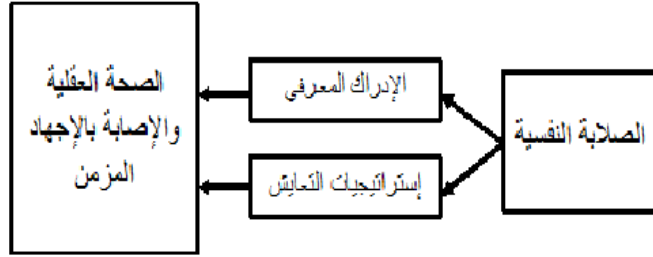 الصلابة النفسية
الإدراك المعرفي
إستراتيجيات التعايش
الصحة العقلية
والإصابة بالإجهاد
المزمن